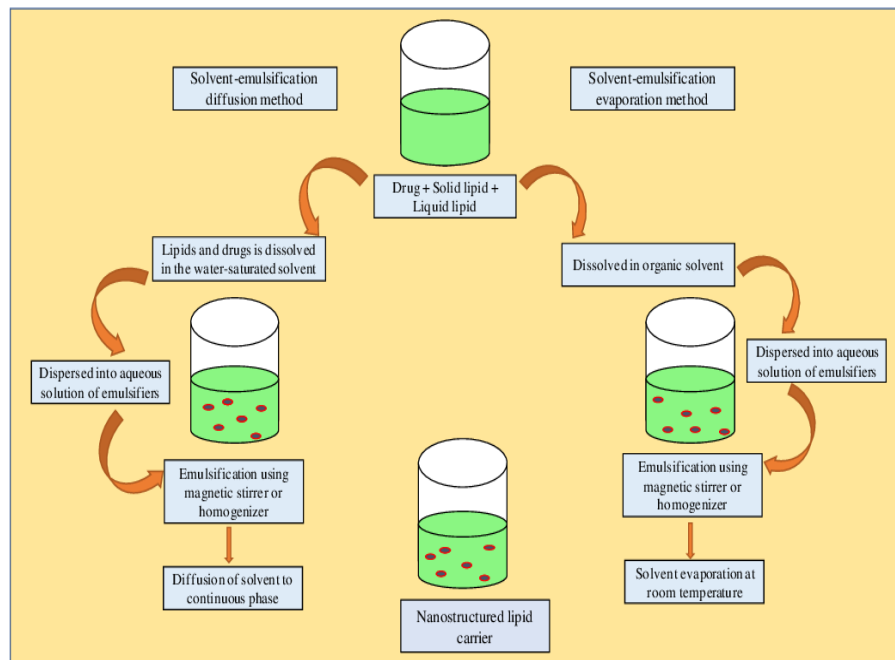 Solvent-emulsification
diffusion method
Solvent-emulsification
evaporation method
Drug + Solid lipid +
Liquid lipid
Lipids and drugs is dissolved
in the water-saturated solvent
Dissolved in organic solvent
Dispersed into aqueous
solution of emulsifiers
Dispersed into aqueous
solution of emulsifiers
Emulsification using
magnetic stirrer or
homogenizer
Emulsification using
magnetic stirrer or
homogenizer
Diffusion of solvent to
continuous phase
Solvent evaporation at
room temperature
Nanostructured lipid
carrier